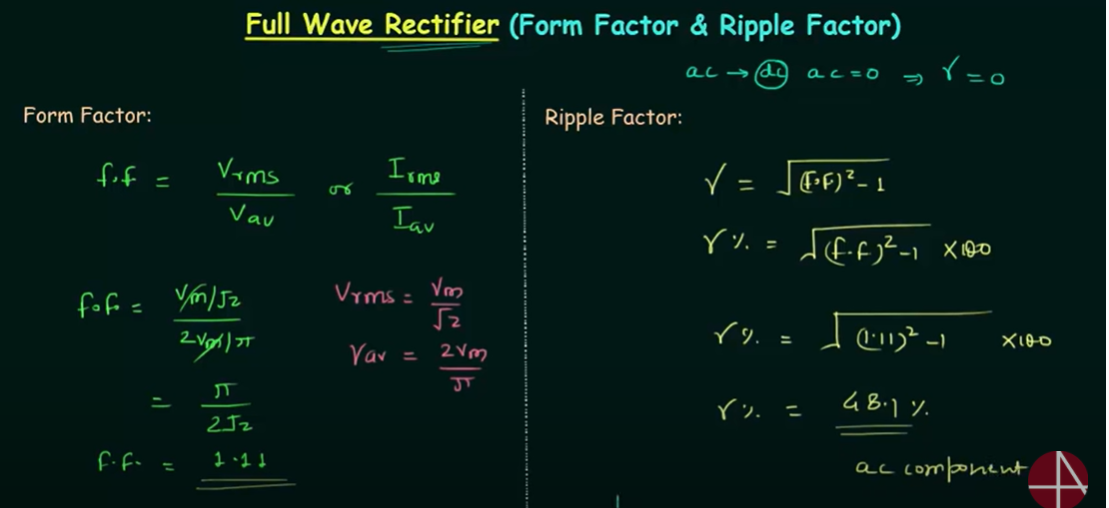 Full Wave Rectifier (Form Factor & Ripple Factor)
ac → dc ac = 0 ⇒ r = 0
Form Factor:
f.f = Vrms / Vav or Irms / Iav
f.f. = Vm/√2 / 2Vm/π
Vrms = Vm / √2
Vav = 2Vm / π
= π / 2√2
f.f. = 1.11
Ripple Factor:
r = √(F.F)² - 1
r % = √(f.f)² - 1 × 100
r % = √(1.11)² - 1 × 100
r % = 48.1 %
ac component